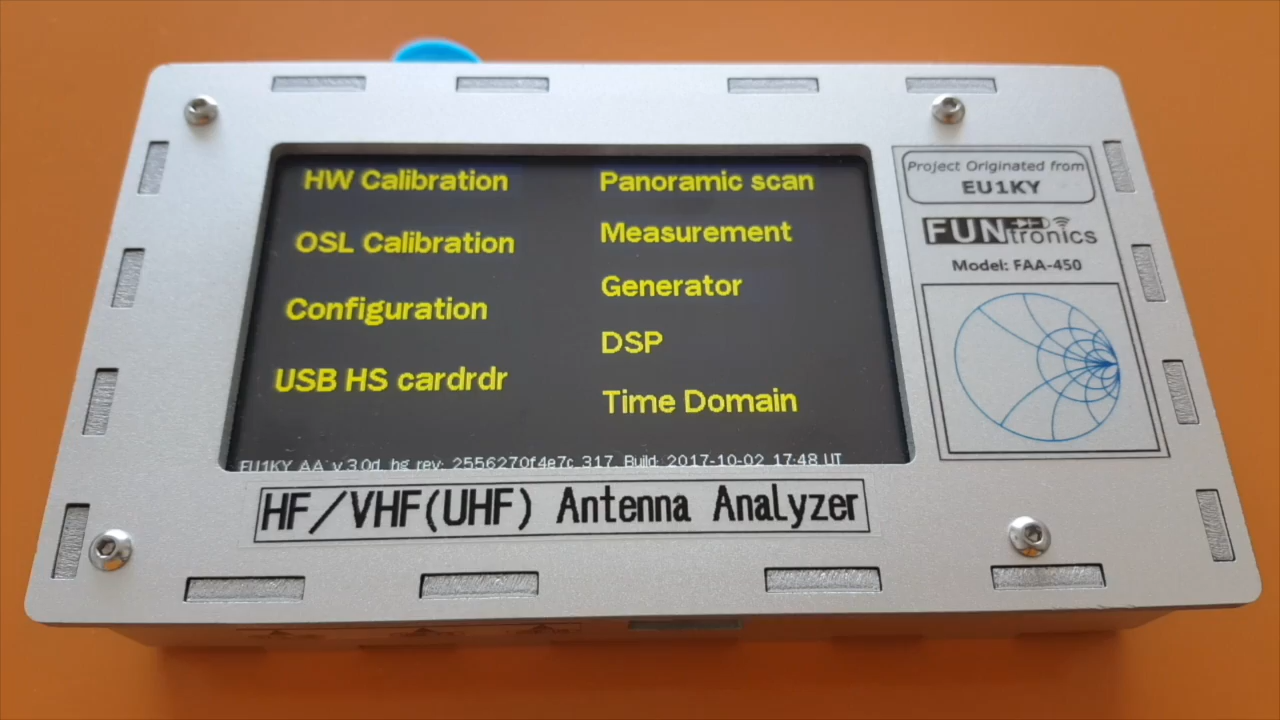 HW Calibration
OSL Calibration
Configuration
USB HS cardrdr
Panoramic scan
Measurement
Generator
DSP
Time Domain
EU1KY AA v 3.0d, hg rev: 2556270f4e7c 317, Build: 2017-10-02 17:48 UT
HF/VHF(UHF) Antenna Analyzer
Project Originated from
EU1KY
FUNtronics
Model: FAA-450